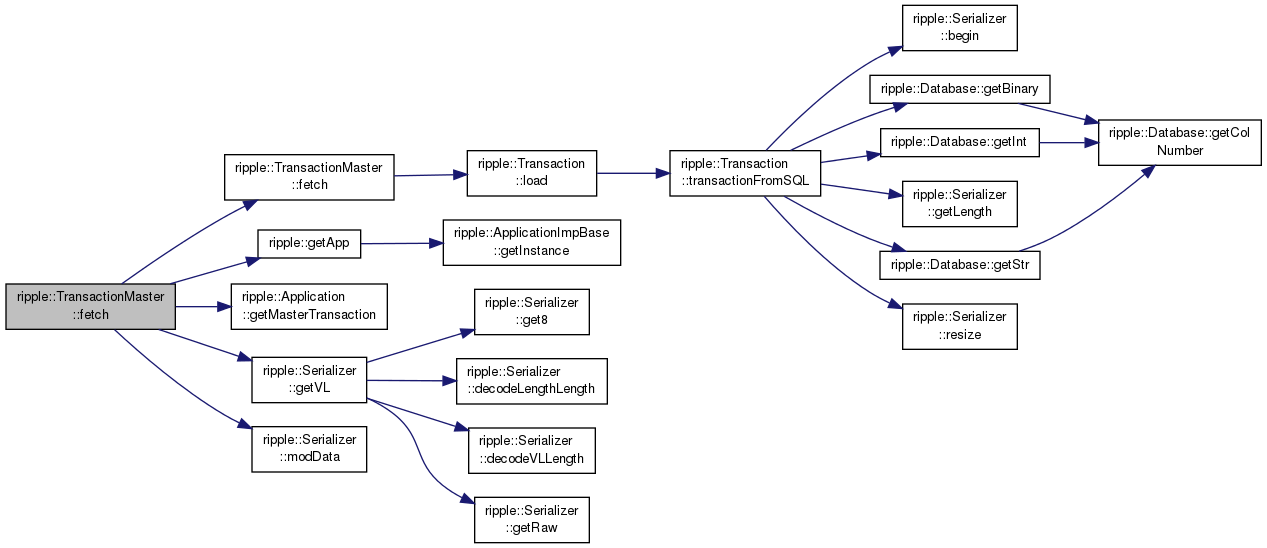 ripple::TransactionMaster
::fetch
ripple::TransactionMaster
::fetch
ripple::getApp
ripple::Application
::getMasterTransaction
ripple::Serializer
::getVL
ripple::Serializer
::modData
ripple::Transaction
::load
ripple::ApplicationImpBase
::getInstance
ripple::Serializer
::get8
ripple::Serializer
::decodeLengthLength
ripple::Serializer
::decodeVLLength
ripple::Serializer
::getRaw
ripple::Transaction
::transactionFromSQL
ripple::Serializer
::begin
ripple::Database::getBinary
ripple::Database::getInt
ripple::Serializer
::getLength
ripple::Database::getStr
ripple::Serializer
::resize
ripple::Database::getCol
Number